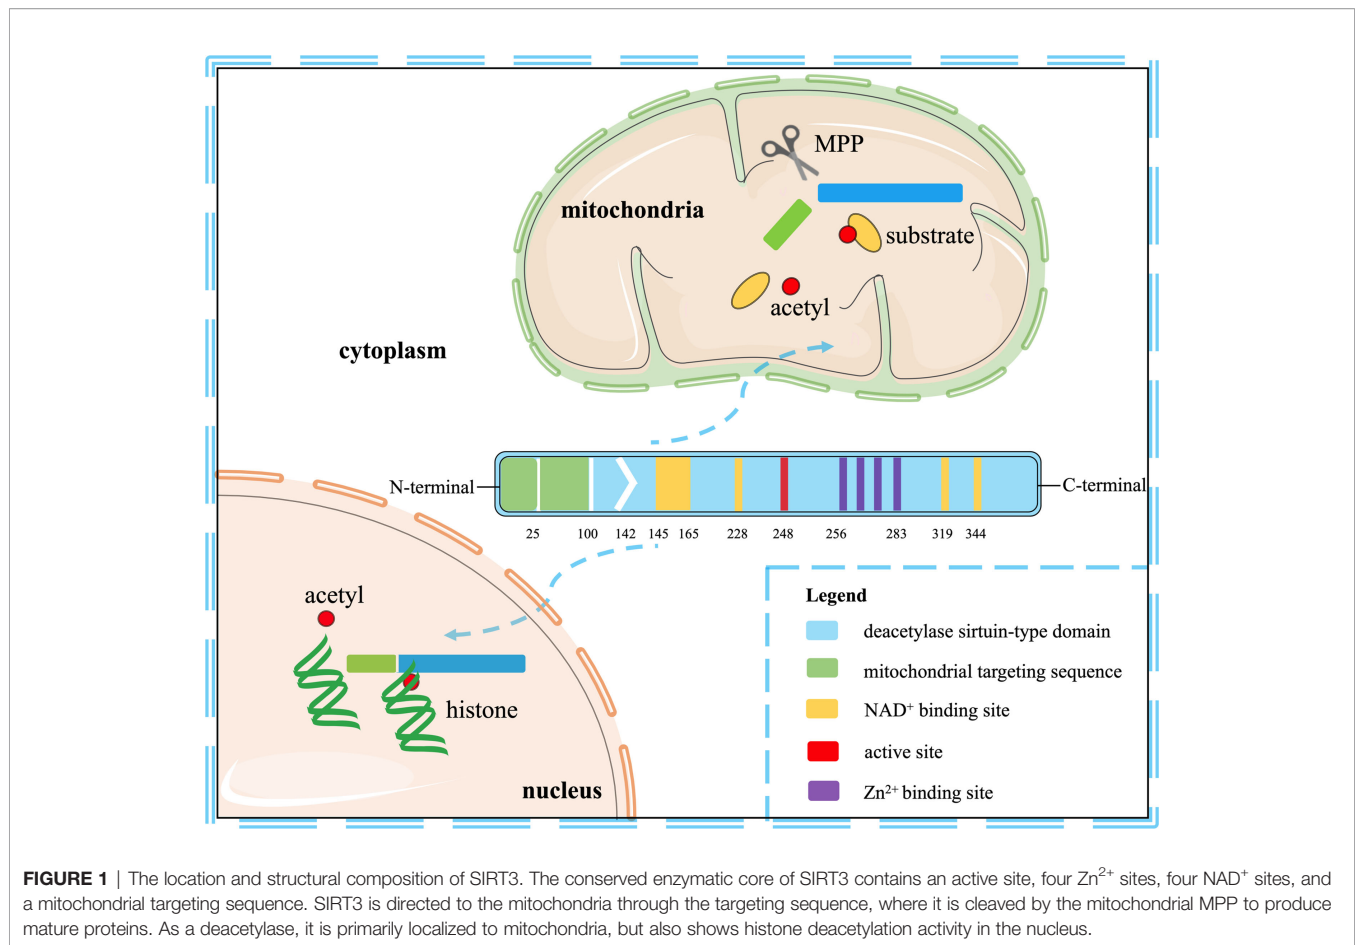 MPP
mitochondria
substrate
acetyl
cytoplasm
N-terminal
C-terminal
25 100 142 145 165 228 248 256 283 319 344
acetyl
histone
nucleus
Legend
deacetylase sirtuin-type domain
mitochondrial targeting sequence
NAD⁺ binding site
active site
Zn²⁺ binding site
FIGURE 1 | The location and structural composition of SIRT3. The conserved enzymatic core of SIRT3 contains an active site, four Zn²⁺ sites, four NAD⁺ sites, and
a mitochondrial targeting sequence. SIRT3 is directed to the mitochondria through the targeting sequence, where it is cleaved by the mitochondrial MPP to produce
mature proteins. As a deacetylase, it is primarily localized to mitochondria, but also shows histone deacetylation activity in the nucleus.